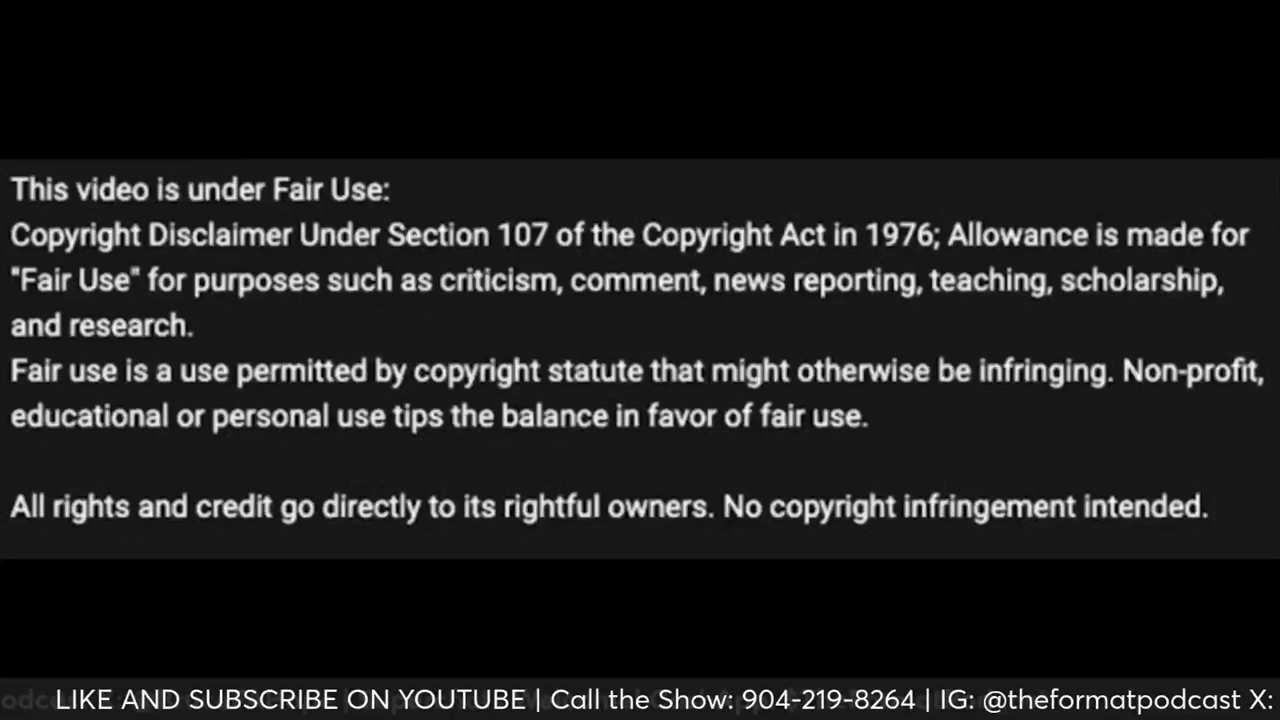 This video is under Fair Use:
Copyright Disclaimer Under Section 107 of the Copyright Act in 1976; Allowance is made for
"Fair Use" for purposes such as criticism, comment, news reporting, teaching, scholarship,
and research.
Fair use is a use permitted by copyright statute that might otherwise be infringing. Non-profit,
educational or personal use tips the balance in favor of fair use.
All rights and credit go directly to its rightful owners. No copyright infringement intended.
LIKE AND SUBSCRIBE ON YOUTUBE | Call the Show: 904-219-8264 | IG: @theformatpodcast X: